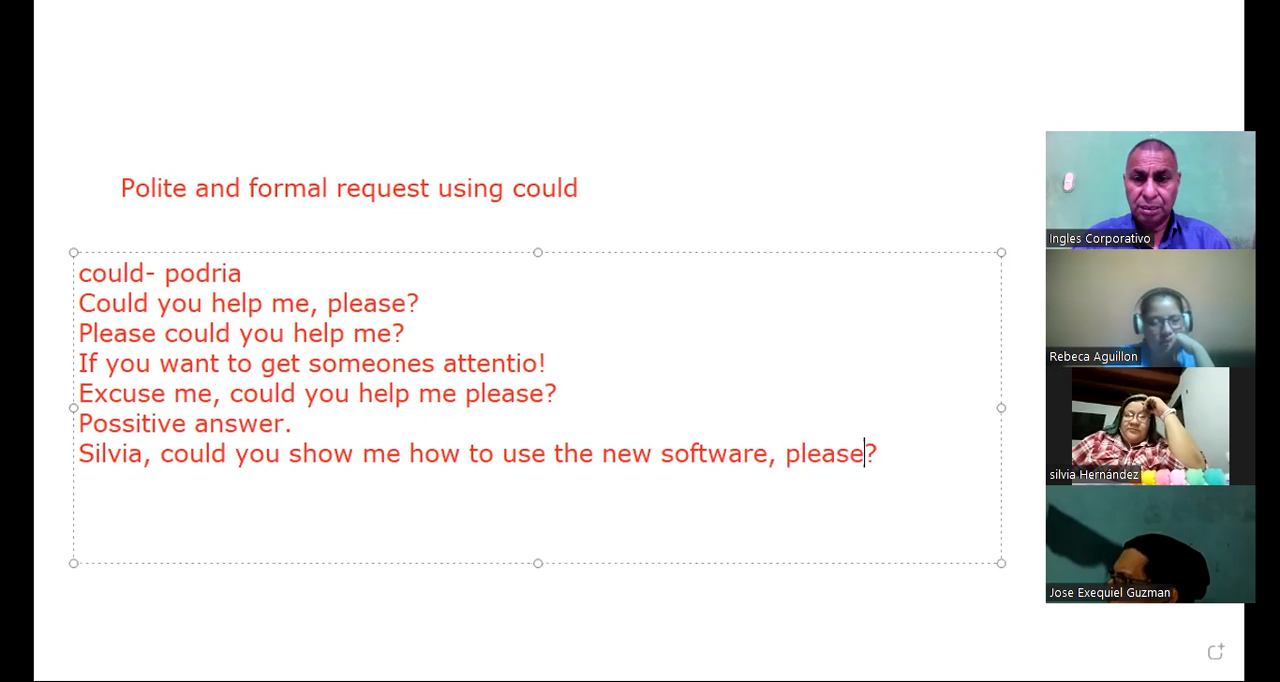 Polite and formal request using could
could- podria
Could you help me, please?
Please could you help me?
If you want to get someones attentio!
Excuse me, could you help me please?
Possitive answer.
Silvia, could you show me how to use the new software, please?
Ingles Corporativo
Rebeca Aguillon
silvia Hernández
Jose Exequiel Guzman